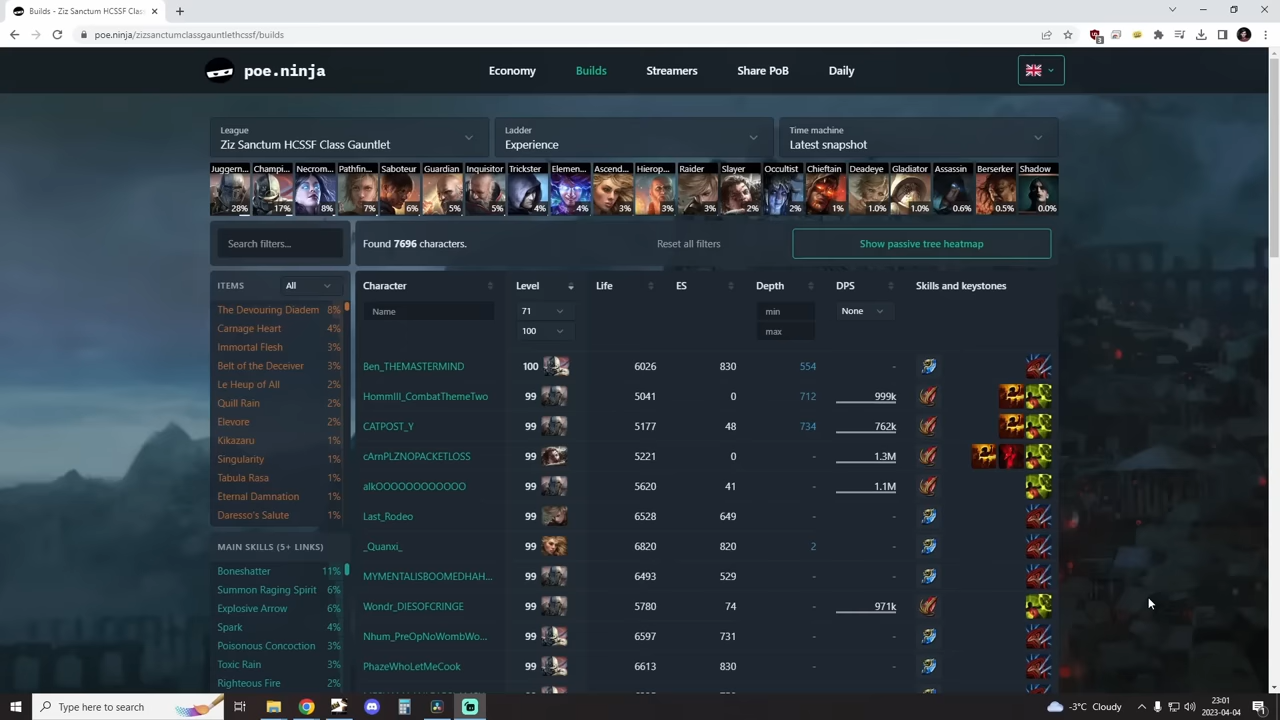 Builds - Ziz Sanctum HCSSF Class
poe.ninja/zizsanctumclassgauntlethcssf/builds
poe.ninja
Economy
Builds
Streamers
Share PoB
Daily
League
Ziz Sanctum HCSSF Class Gauntlet
Ladder
Experience
Time machine
Latest snapshot
Juggern... Champi... Necrom... Pathfin... Saboteur Guardian Inquisitor Trickster Elemen... Ascend... Hierop... Raider Slayer Occultist Chieftain Deadeye Gladiator Assassin Berserker Shadow
28% 17% 8% 7% 6% 5% 5% 4% 4% 3% 3% 3% 2% 2% 1% 1.0% 1.0% 0.6% 0.5% 0.0%
Search filters...
Found 7696 characters.
Reset all filters
Show passive tree heatmap
ITEMS
All
The Devouring Diadem 8%
Carnage Heart 4%
Immortal Flesh 3%
Belt of the Deceiver 3%
Le Heup of All 2%
Quill Rain 2%
Elevore 2%
Kikazaru 1%
Singularity 1%
Tabula Rasa 1%
Eternal Damnation 1%
Daresso's Salute 1%
MAIN SKILLS (5+ LINKS)
Boneshatter 11%
Summon Raging Spirit 6%
Explosive Arrow 6%
Spark 4%
Poisonous Concoction 3%
Toxic Rain 3%
Righteous Fire 2%
Character Level Life ES Depth DPS Skills and keystones
Name 71 min None
100 max
Ben_THEMASTERMIND 100 6026 830 554 -
HommIII_CombatThemeTwo 99 5041 0 712 999k
CATPOST_Y 99 5177 48 734 762k
cArnPLZNOPACKETLOSS 99 5221 0 - 1.3M
alkOOOOOOOOOOOO 99 5620 41 - 1.1M
Last_Rodeo 99 6528 649 - -
_Quanxi_ 99 6820 820 2 -
MYMENTALISBOOMEDHAH... 99 6493 529 - -
Wondr_DIESOFCRINGE 99 5780 74 - 971k
Nhum_PreOpNoWombWo... 99 6597 731 - -
PhazeWhoLetMeCook 99 6613 830 - -
Type here to search
-3°C Cloudy
23:01
2023-04-04